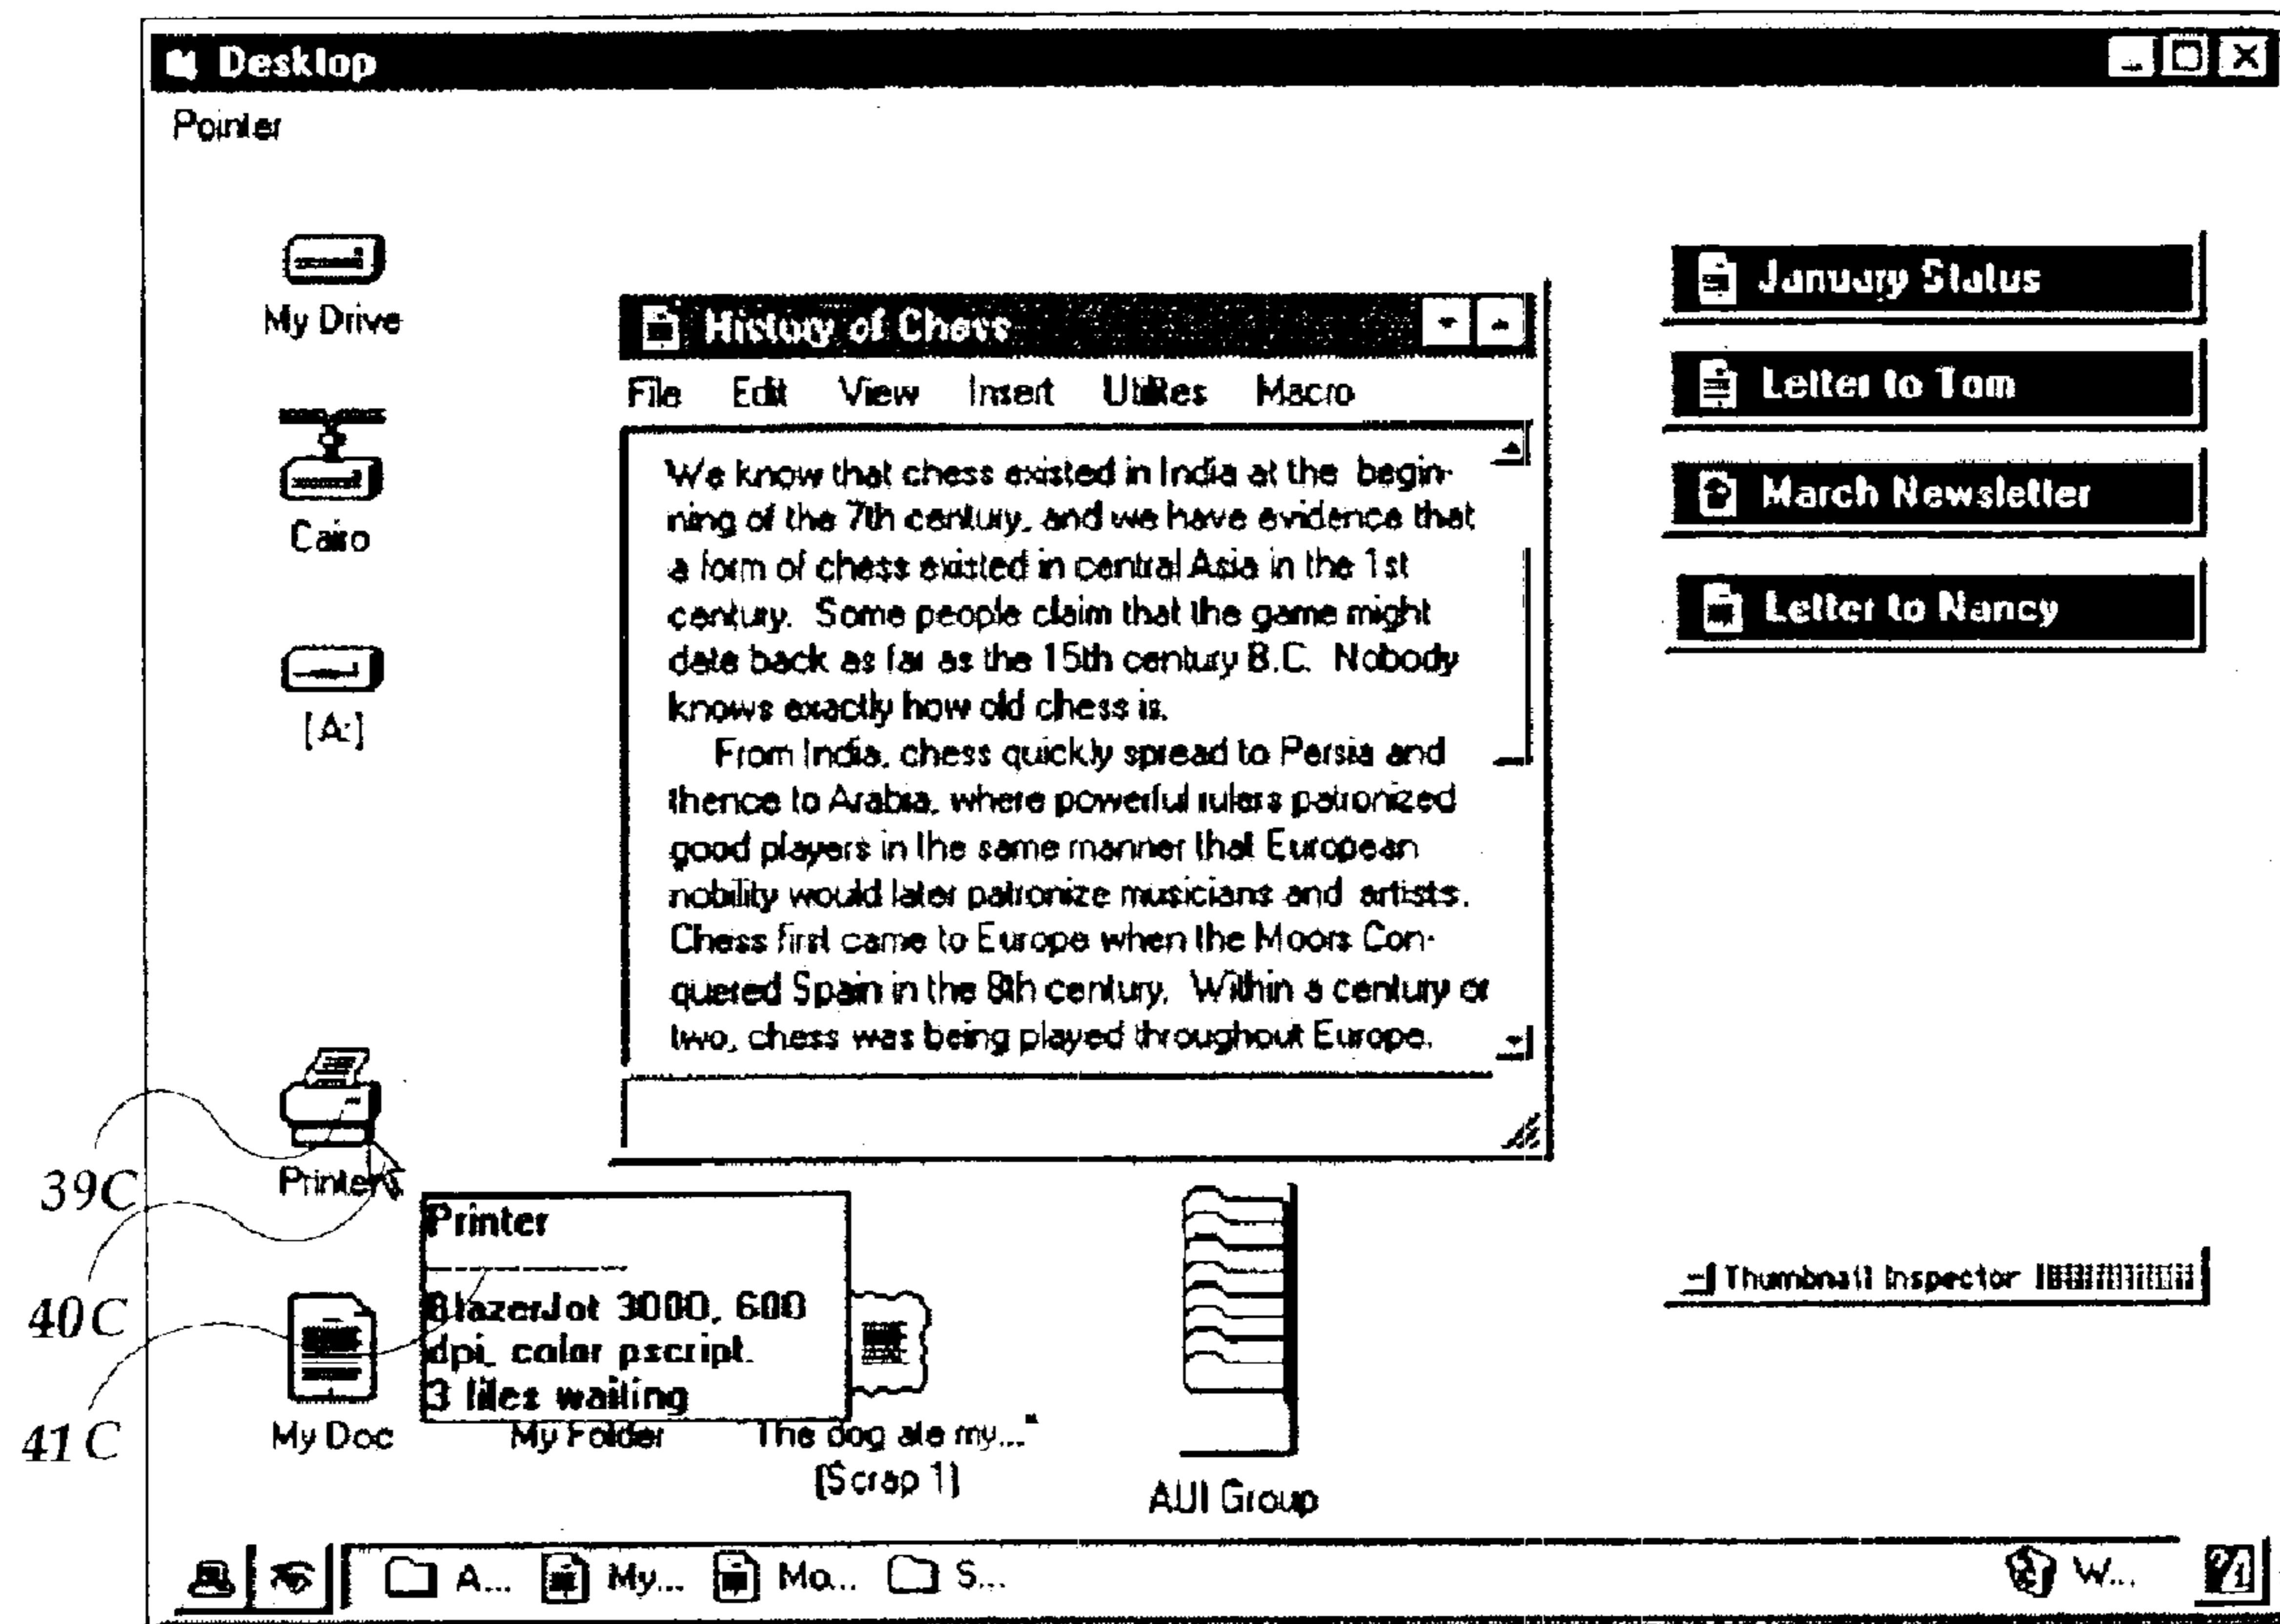 Desktop
Pointer
My Drive
Cairo
[A:]
Printer
My Doc
History of Chess
File Edit View Insert Utilities Macro
We know that chess existed in India at the begin-
ning of the 7th century, and we have evidence that
a form of chess existed in central Asia in the 1st
century. Some people claim that the game might
date back as far as the 15th century B.C. Nobody
knows exactly how old chess is.
From India, chess quickly spread to Persia and
thence to Arabia, where powerful rulers patronized
good players in the same manner that European
nobility would later patronize musicians and artists.
Chess first came to Europe when the Moors Con-
quered Spain in the 8th century. Within a century or
two, chess was being played throughout Europe.
January Status
Letter to Tom
March Newsletter
Letter to Nancy
39C
40C
41C
Printer
BlazerJet 3000, 600
dpi, color pscript.
3 files waiting
My Folder
The dog ate my..."
[Scrap 1]
AUI Group
Thumbnail Inspector
A... My... Mo... S... W...